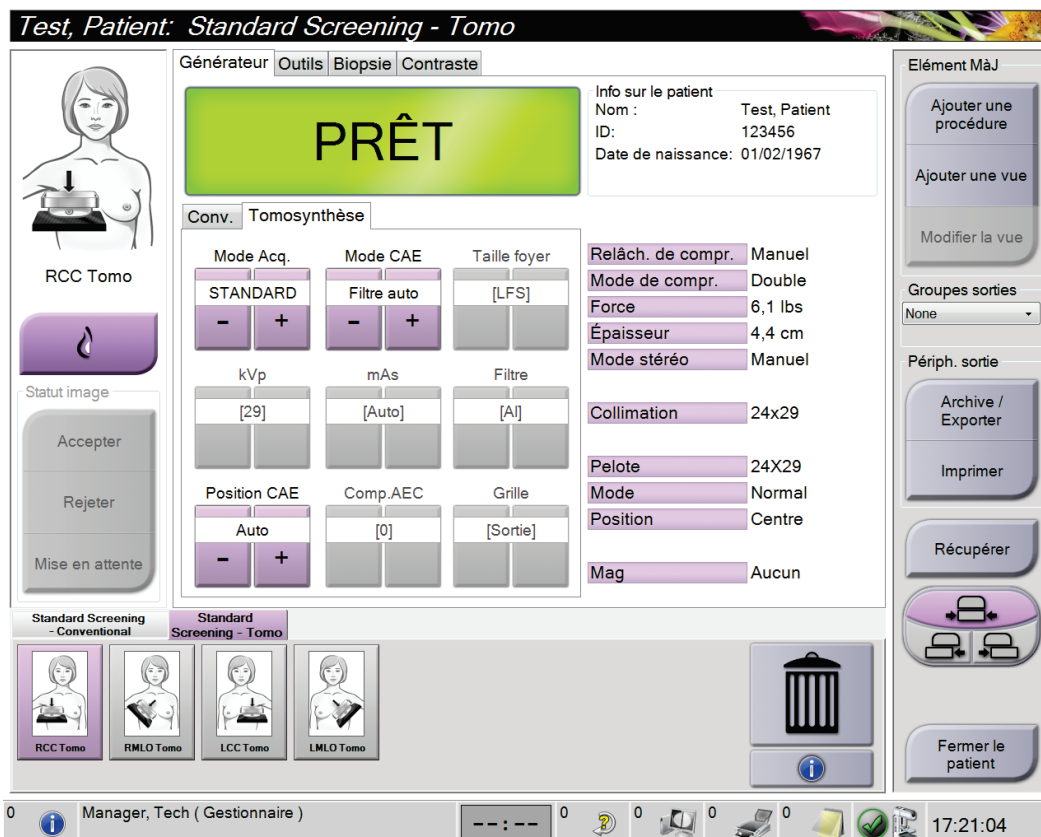 Test, Patient: Standard Screening - Tomo
RCC Tomo
Statut image
Accepter
Rejeter
Mise en attente
Générateur Outils Biopsie Contraste
PRÊT
Info sur le patient
Nom : Test, Patient
ID: 123456
Date de naissance: 01/02/1967
Conv. Tomosynthèse
Mode Acq. Mode CAE Taille foyer
STANDARD Filtre auto [LFS]
- + - +
kVp mAs Filtre
[29] [Auto] [Al]
Position CAE Comp.AEC Grille
Auto [0] [Sortie]
- +
Relâch. de compr. Manuel
Mode de compr. Double
Force 6,1 lbs
Épaisseur 4,4 cm
Mode stéréo Manuel
Collimation 24x29
Pelote 24X29
Mode Normal
Position Centre
Mag Aucun
Elément MàJ
Ajouter une
procédure
Ajouter une vue
Modifier la vue
Groupes sorties
None
Périph. sortie
Archive /
Exporter
Imprimer
Récupérer
Fermer le
patient
Standard Screening
- Conventional
Standard
Screening - Tomo
RCC Tomo RMLO Tomo LCC Tomo LMLO Tomo
0 Manager, Tech ( Gestionnaire ) --:-- 0 0 0 0 17:21:04